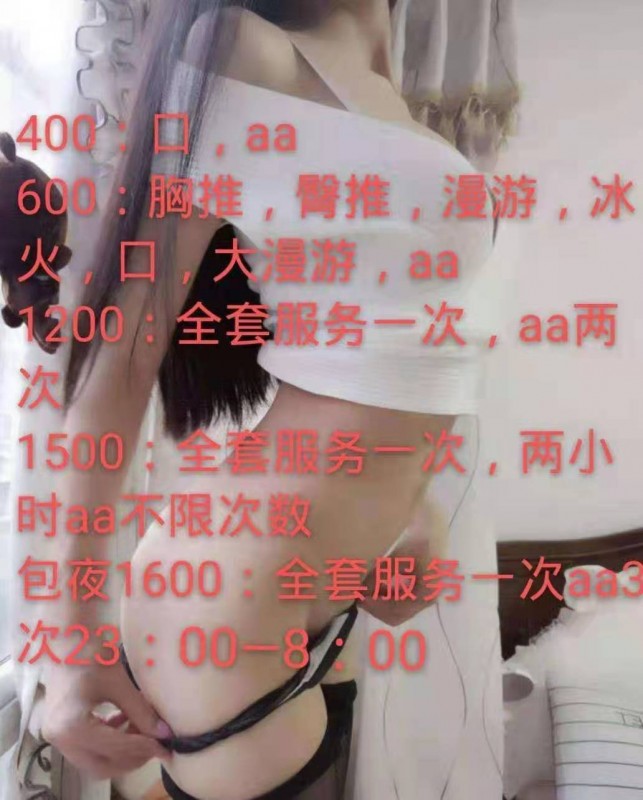 400：口，aa
600：胸推，臀推，漫游，冰
火，口，大漫游，aa
1200：全套服务一次，aa两
次
1500：全套服务一次，两小
时aa不限次数
包夜1600：全套服务一次aa3
次23：00—8：00